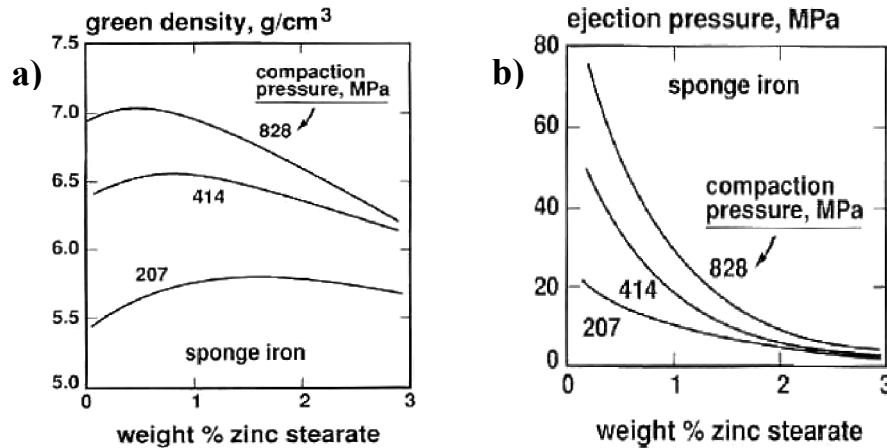 a)
green density, g/cm³
7.5
7.0
6.5
6.0
5.5
5.0
compaction
pressure, MPa
828
414
207
sponge iron
0 1 2 3
weight % zinc stearate
b)
ejection pressure, MPa
80
60
40
20
0
sponge iron
compaction
pressure, MPa
828
414
207
0 1 2 3
weight % zinc stearate